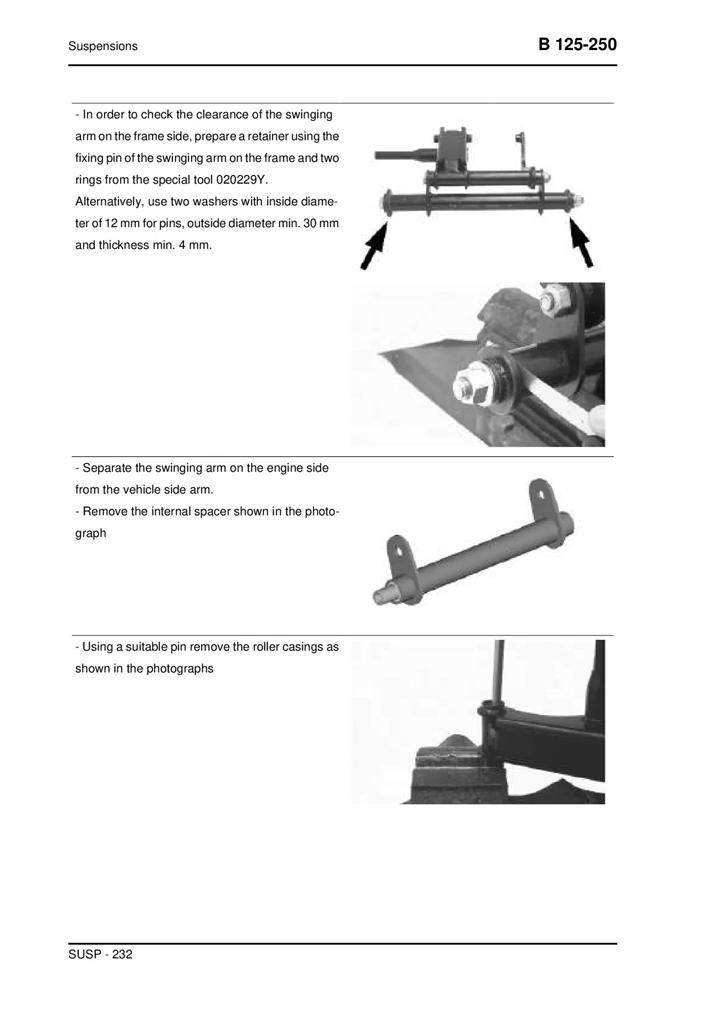 Suspensions
B 125-250
- In order to check the clearance of the swinging
arm on the frame side, prepare a retainer using the
fixing pin of the swinging arm on the frame and two
rings from the special tool 020229Y.
Alternatively, use two washers with inside diame-
ter of 12 mm for pins, outside diameter min. 30 mm
and thickness min. 4 mm.
- Separate the swinging arm on the engine side
from the vehicle side arm.
- Remove the internal spacer shown in the photo-
graph
- Using a suitable pin remove the roller casings as
shown in the photographs
SUSP - 232